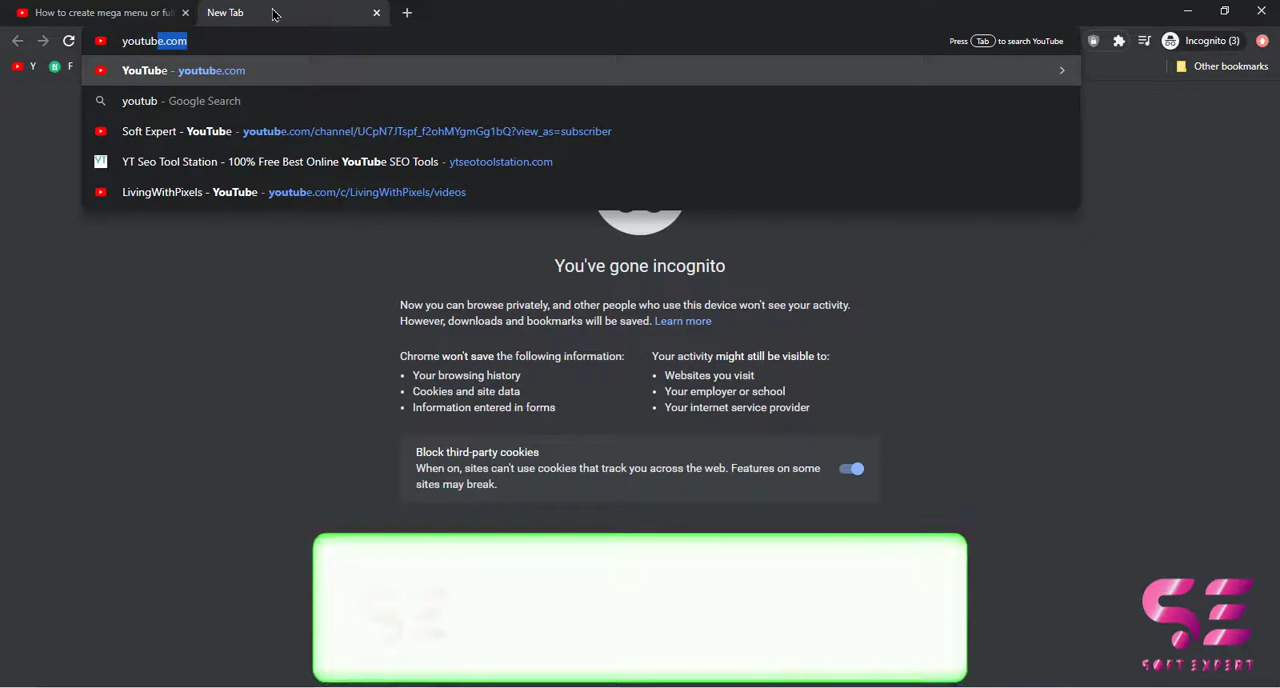 How to create mega menu or full
New Tab
youtube.com
Press Tab to search YouTube
Incognito (3)
Y
F
Other bookmarks
YouTube - youtube.com
youtub - Google Search
Soft Expert - YouTube - youtube.com/channel/UCpN7JTspf_f2ohMYgmGg1bQ?view_as=subscriber
YT
YT Seo Tool Station - 100% Free Best Online YouTube SEO Tools - ytseotoolstation.com
LivingWithPixels - YouTube - youtube.com/c/LivingWithPixels/videos
You've gone incognito
Now you can browse privately, and other people who use this device won't see your activity.
However, downloads and bookmarks will be saved. Learn more
Chrome won't save the following information:
• Your browsing history
• Cookies and site data
• Information entered in forms
Your activity might still be visible to:
• Websites you visit
• Your employer or school
• Your internet service provider
Block third-party cookies
When on, sites can't use cookies that track you across the web. Features on some
sites may break.
SE
SOFT EXPERT